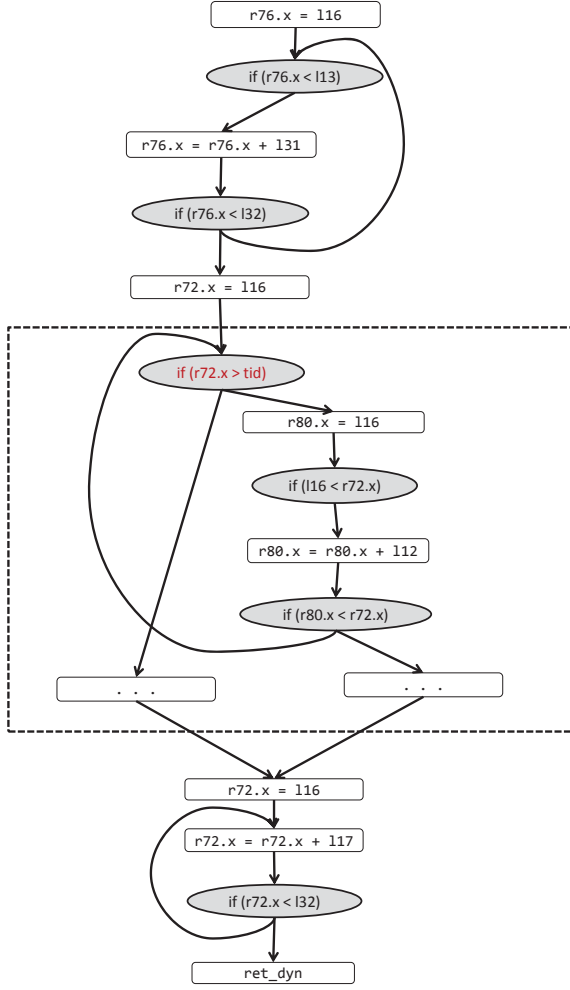 r76.x = l16
if (r76.x < l13)
r76.x = r76.x + l31
if (r76.x < l32)
r72.x = l16
if (r72.x > tid)
r80.x = l16
if (l16 < r72.x)
r80.x = r80.x + l12
if (r80.x < r72.x)
. . .
. . .
r72.x = l16
r72.x = r72.x + l17
if (r72.x < l32)
ret_dyn